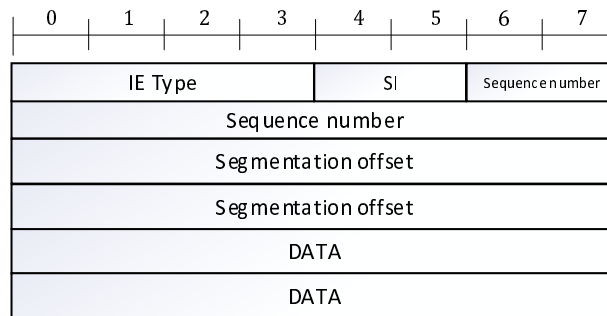 0 1 2 3 4 5 6 7
IE Type SI Sequence number
Sequence number
Segmentation offset
Segmentation offset
DATA
DATA